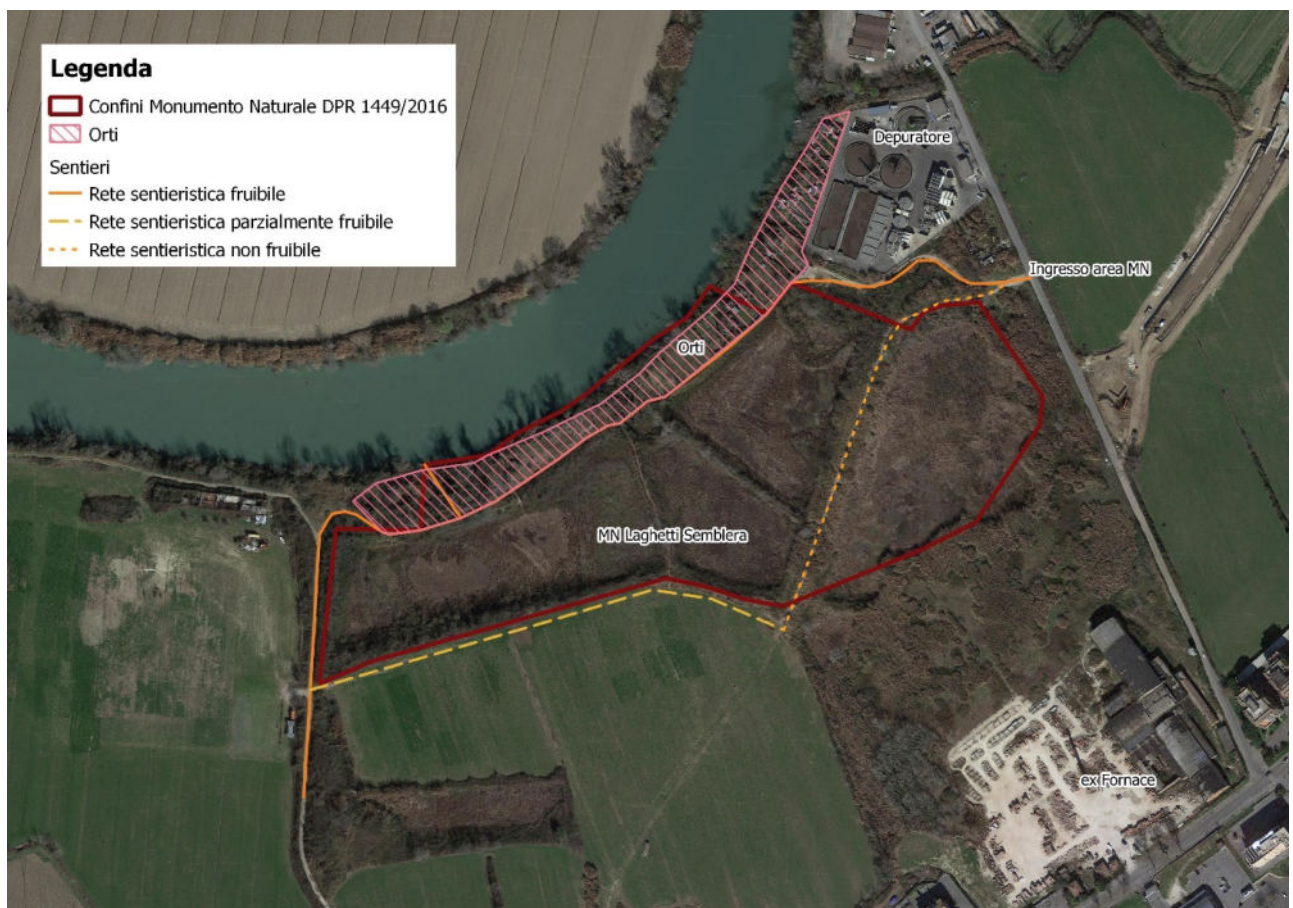 Legenda
Confini Monumento Naturale DPR 1449/2016
Orti
Sentieri
Rete sentieristica fruibile
Rete sentieristica parzialmente fruibile
Rete sentieristica non fruibile
Depuratore
Ingresso area MN
Orti
MN Laghetti Semblera
ex Fornace